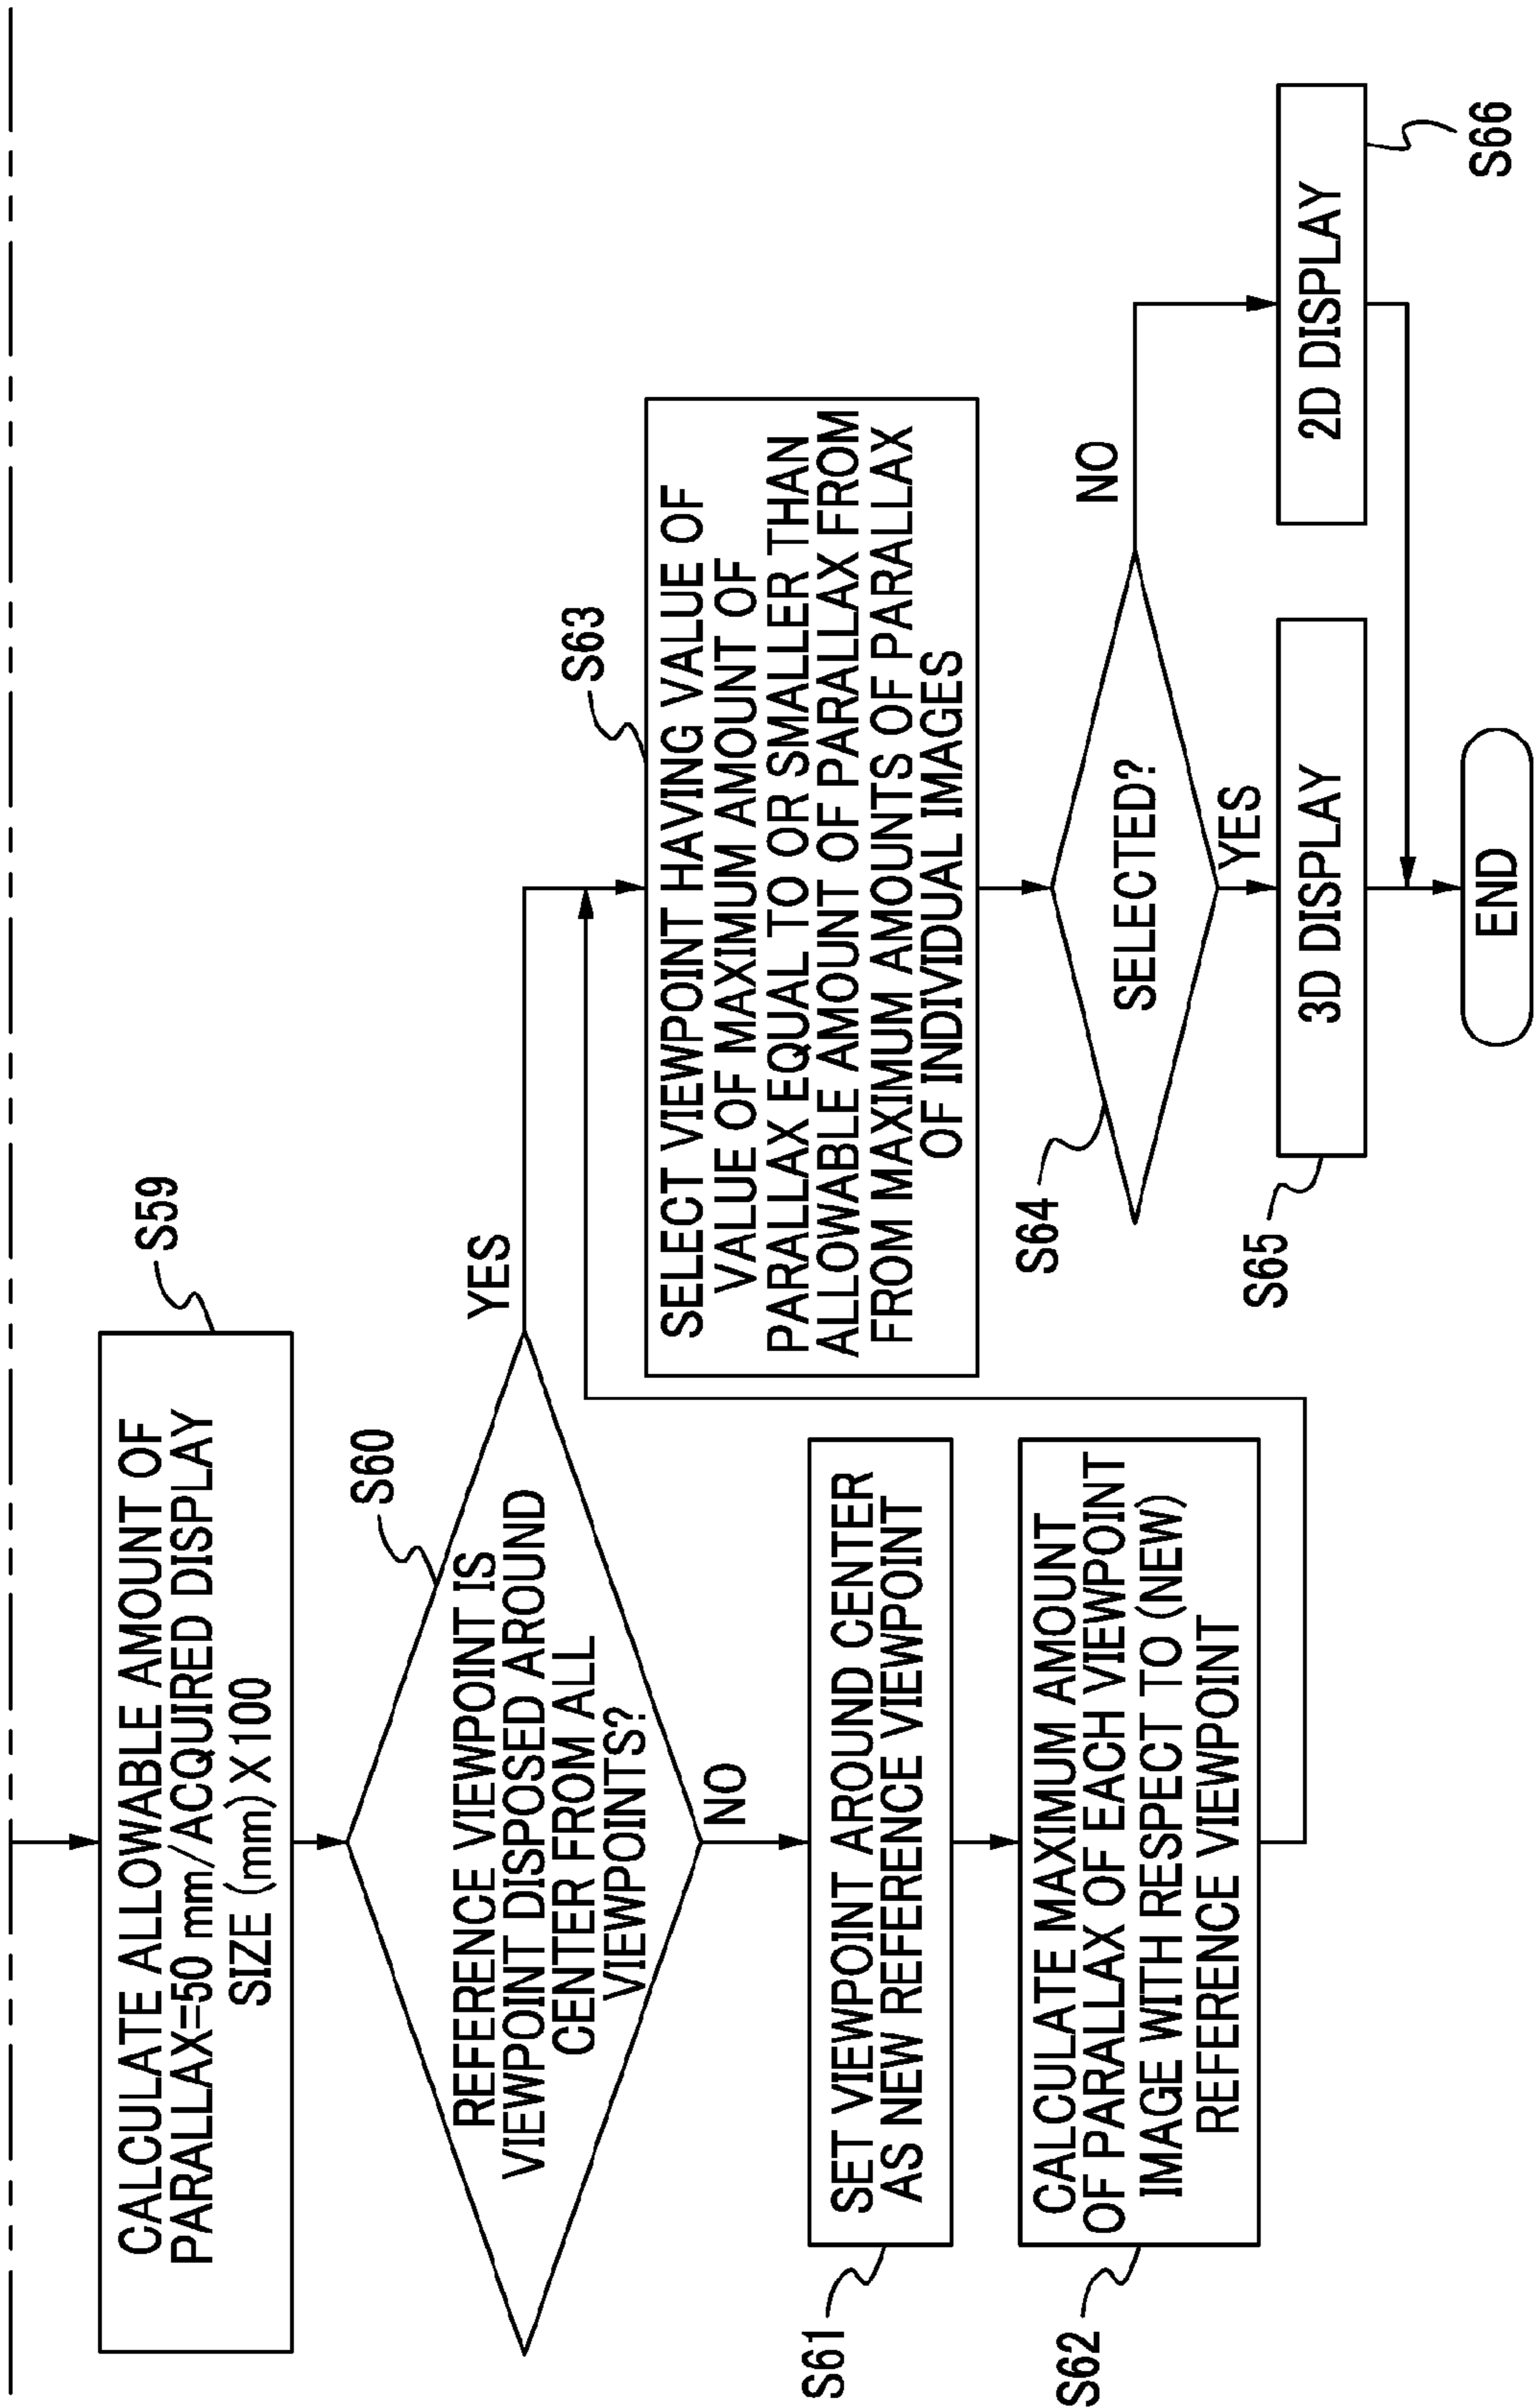 CALCULATE ALLOWABLE AMOUNT OF
PARALLAX=50 mm/ACQUIRED DISPLAY
SIZE (mm)X100
S59
REFERENCE VIEWPOINT IS
VIEWPOINT DISPOSED AROUND
CENTER FROM ALL
VIEWPOINTS?
S60
YES
NO
SET VIEWPOINT AROUND CENTER
AS NEW REFERENCE VIEWPOINT
S61
CALCULATE MAXIMUM AMOUNT
OF PARALLAX OF EACH VIEWPOINT
IMAGE WITH RESPECT TO (NEW)
REFERENCE VIEWPOINT
S62
S63
SELECT VIEWPOINT HAVING VALUE OF
VALUE OF MAXIMUM AMOUNT OF
PARALLAX EQUAL TO OR SMALLER THAN
ALLOWABLE AMOUNT OF PARALLAX FROM
FROM MAXIMUM AMOUNTS OF PARALLAX
OF INDIVIDUAL IMAGES
S64
SELECTED?
NO
YES
S65
3D DISPLAY
2D DISPLAY
S66
END